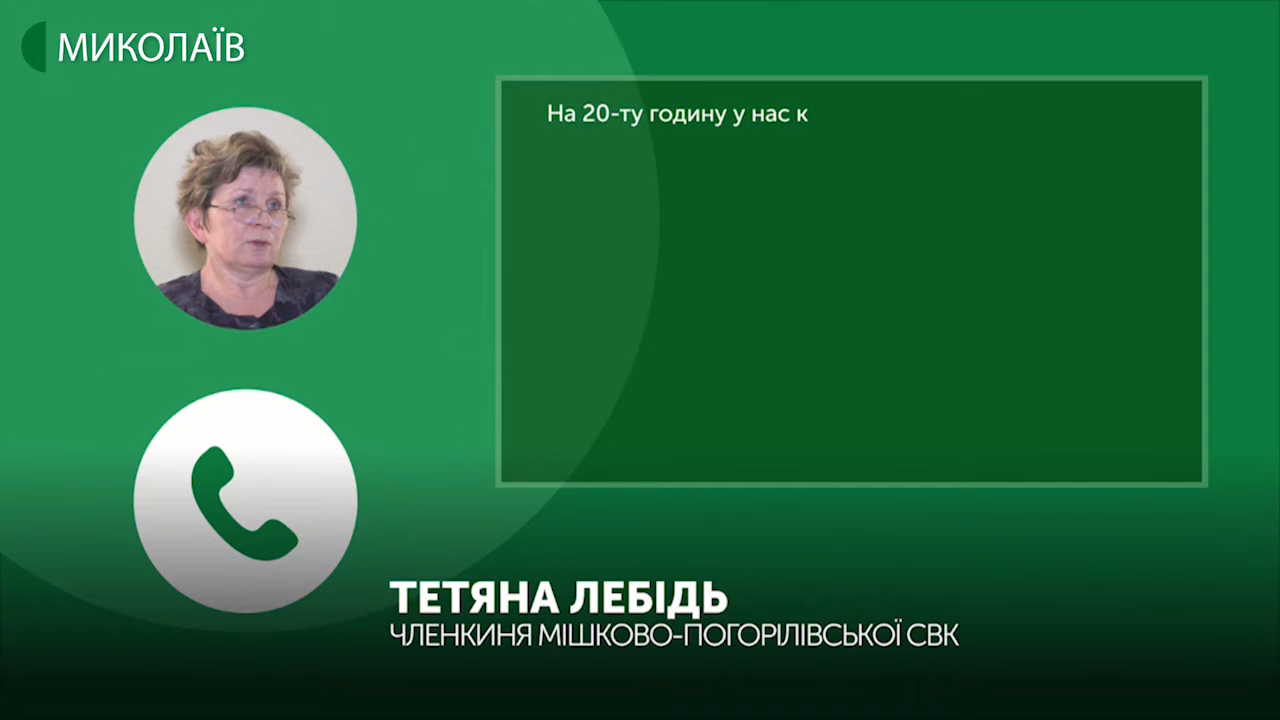 МИКОЛАЇВ
На 20-ту годину у нас к
ТЕТЯНА ЛЕБІДЬ
ЧЛЕНКИНЯ МІШКОВО-ПОГОРІЛІВСЬКОЇ СВК